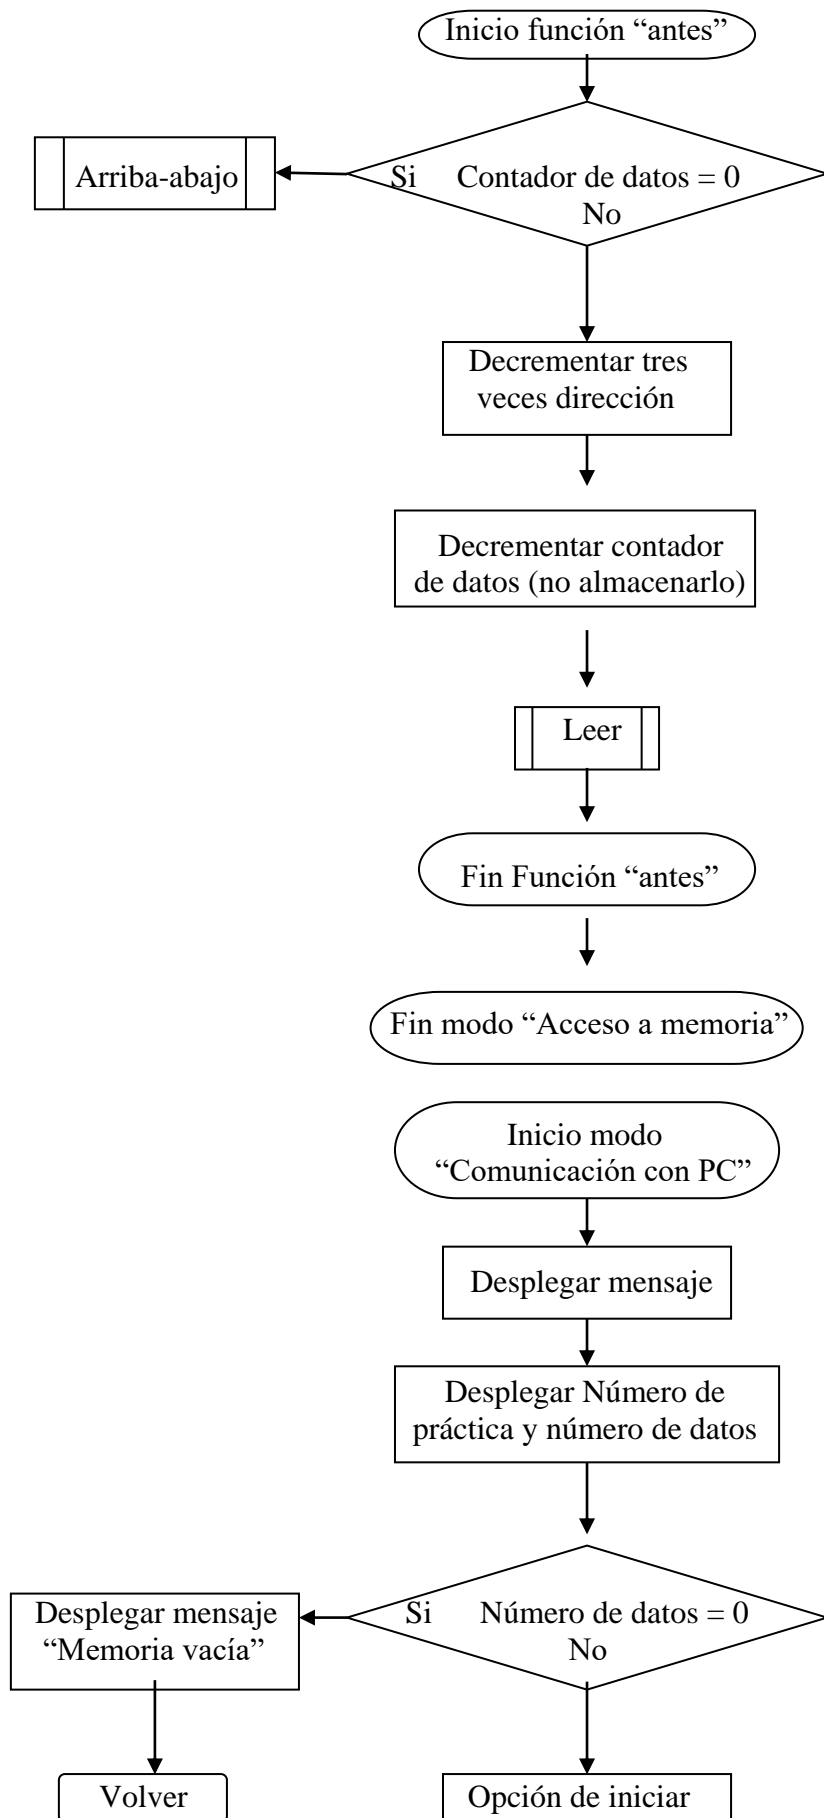 Inicio función “antes”
Arriba-abajo
Si Contador de datos = 0
No
Decrementar tres
veces dirección
Decrementar contador
de datos (no almacenarlo)
Leer
Fin Función “antes”
Fin modo “Acceso a memoria”
Inicio modo
“Comunicación con PC”
Desplegar mensaje
Desplegar Número de
práctica y número de datos
Si Número de datos = 0
No
Desplegar mensaje
“Memoria vacía”
Volver
Opción de iniciar